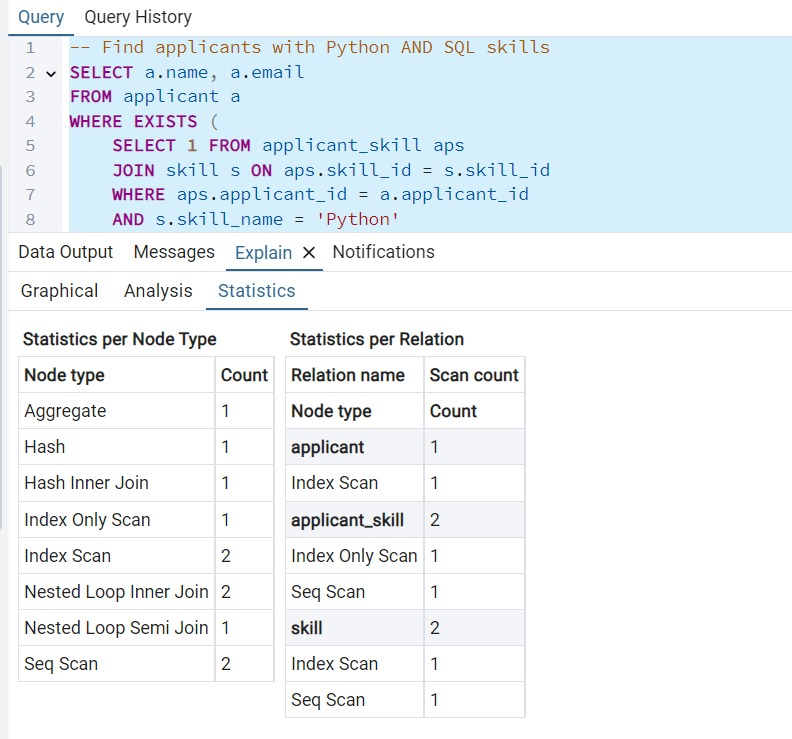 Query Query History
1 -- Find applicants with Python AND SQL skills
2 SELECT a.name, a.email
3 FROM applicant a
4 WHERE EXISTS (
5 SELECT 1 FROM applicant_skill aps
6 JOIN skill s ON aps.skill_id = s.skill_id
7 WHERE aps.applicant_id = a.applicant_id
8 AND s.skill_name = 'Python'
Data Output Messages Explain × Notifications
Graphical Analysis Statistics
Statistics per Node Type
Node type Count
Aggregate 1
Hash 1
Hash Inner Join 1
Index Only Scan 1
Index Scan 2
Nested Loop Inner Join 2
Nested Loop Semi Join 1
Seq Scan 2
Statistics per Relation
Relation name Scan count
Node type Count
applicant 1
Index Scan 1
applicant_skill 2
Index Only Scan 1
Seq Scan 1
skill 2
Index Scan 1
Seq Scan 1